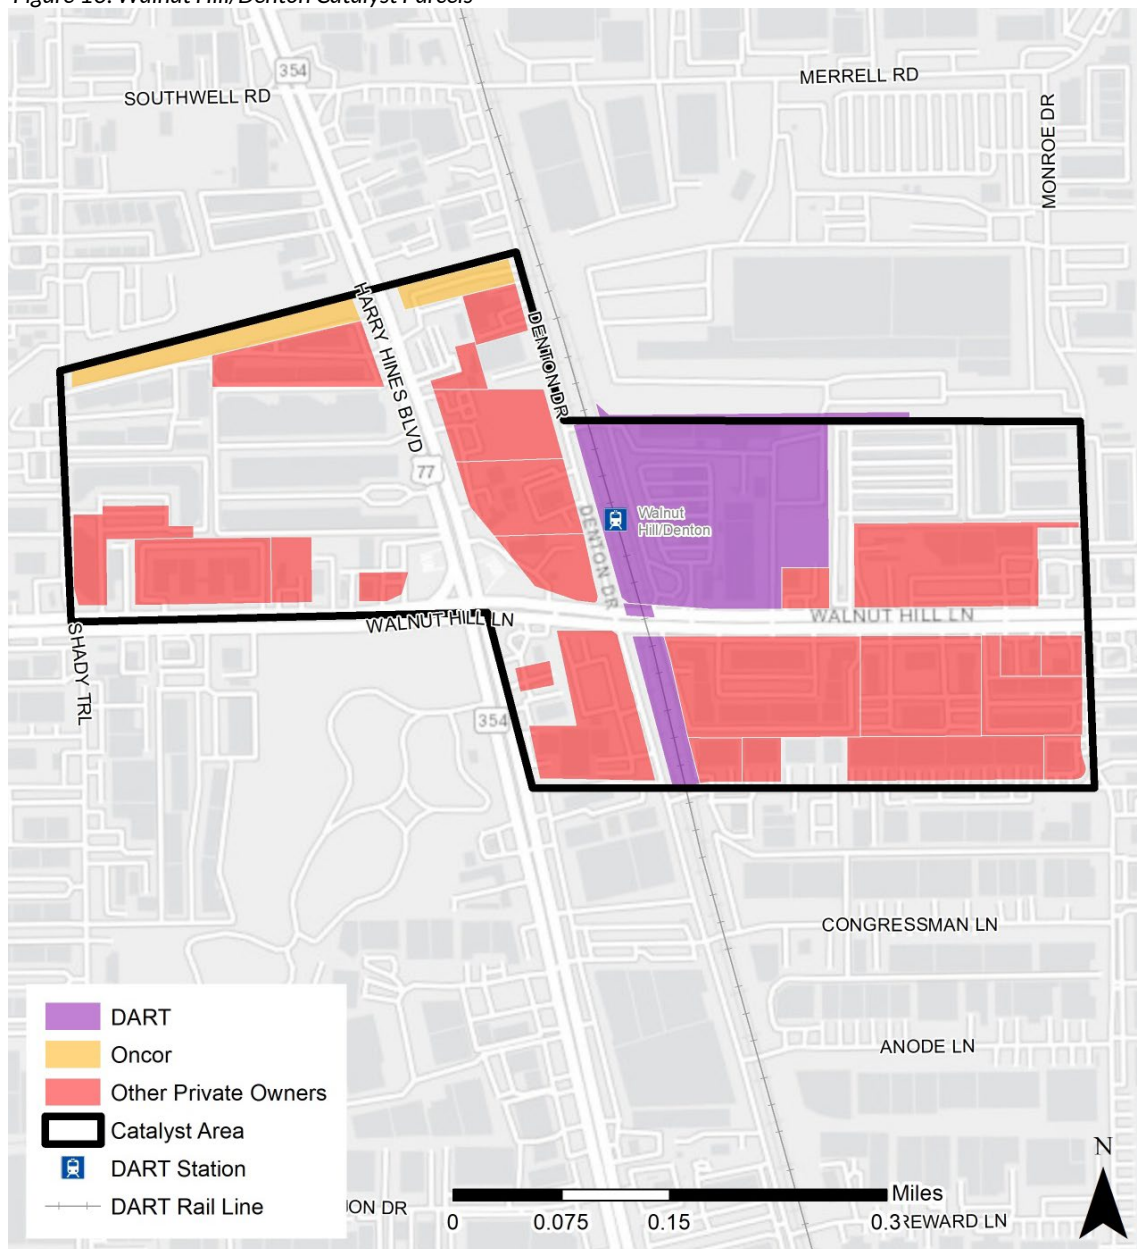 Figure 16: Walnut Hill/Denton Catalyst Parcels
354
SOUTHWELL RD
MERRELL RD
MONROE DR
HARRY HINES BLVD
DENTON DR
77
Walnut
Hill/Denton
DENTON DR
WALNUT HILL LN
WALNUT HILL LN
SHADY TRL
354
CONGRESSMAN LN
ANODE LN
DART
Oncor
Other Private Owners
Catalyst Area
DART Station
DART Rail Line
ON DR
N
Miles
0
0.075
0.15
0.3
REWARD LN